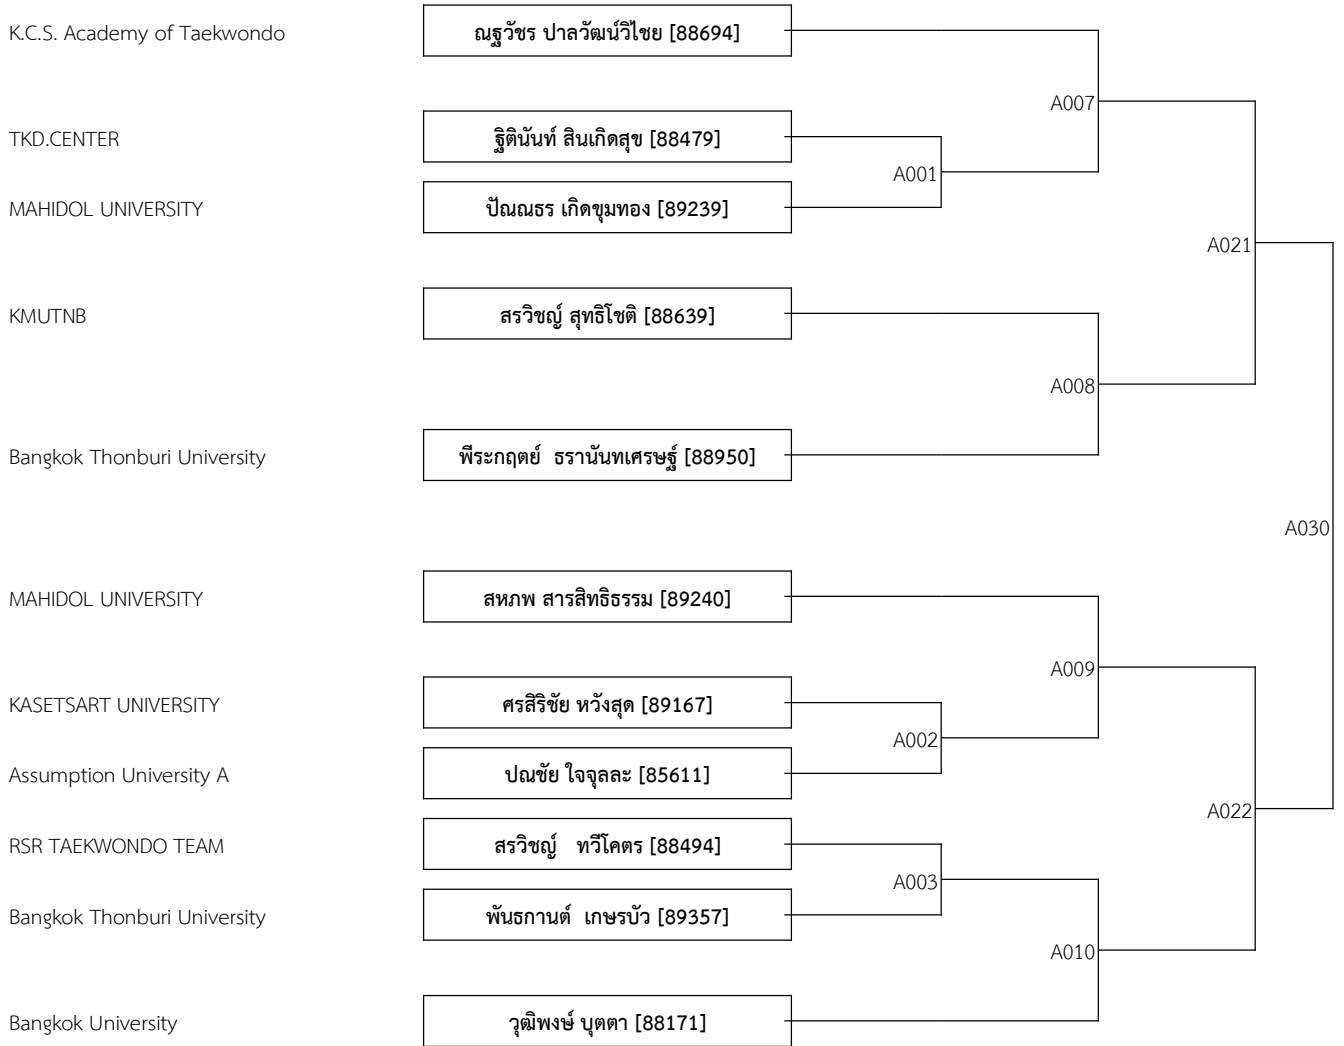 K.C.S. Academy of Taekwondo ณฐวัชร ปาลวัฒน์วิไชย [88694]
A007
TKD.CENTER ฐิตินันท์ สินเกิดสุข [88479]
A001
MAHIDOL UNIVERSITY ปัณณธร เกิดขุมทอง [89239]
A021
KMUTNB สรวิชญ์ สุทธิโชติ [88639]
A008
Bangkok Thonburi University พีระกฤตย์ ธรานันทเศรษฐ์ [88950]
A030
MAHIDOL UNIVERSITY สหภพ สารสิทธิธรรม [89240]
A009
KASETSART UNIVERSITY ศรสิริชัย หวังสุด [89167]
A002
Assumption University A ปณชัย ใจจุลละ [85611]
A022
RSR TAEKWONDO TEAM สรวิชญ์ ทวีโคตร [88494]
A003
Bangkok Thonburi University พันธกานต์ เกษรบัว [89357]
A010
Bangkok University วุฒิพงษ์ บุตตา [88171]